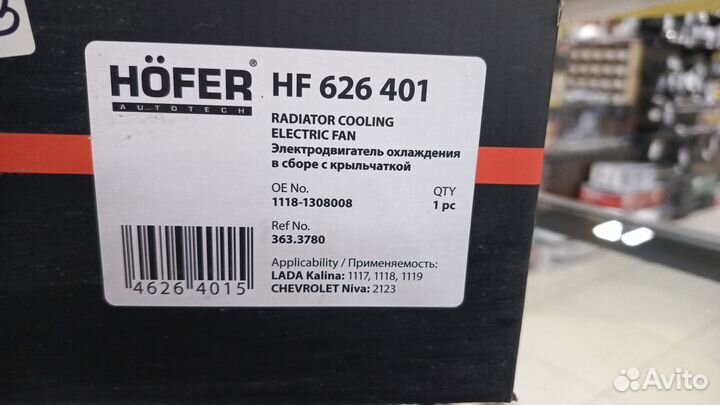 HÖFER®
AUTOTECH
HF 626 401
RADIATOR COOLING
ELECTRIC FAN
Электродвигатель охлаждения
в сборе с крыльчаткой
OE No.
QTY
1118-1308008
1 pc
Ref No.
363.3780
Applicability / Применяемость:
LADA Kalina: 1117, 1118, 1119
CHEVROLET Niva: 2123
4626 4015
Avito